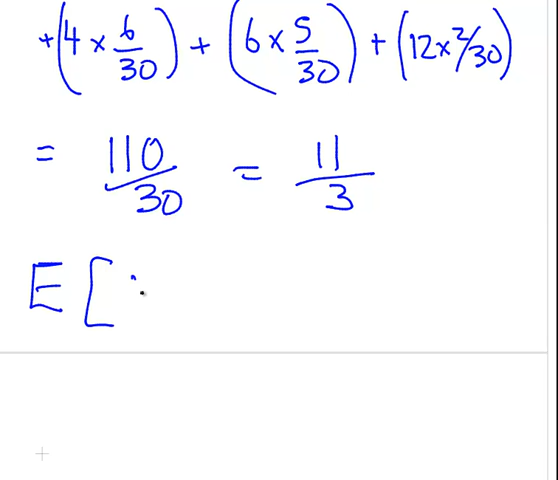 +(4 × 6/30) + (6 × 5/30) + (12 × 2/30)
= 110/30 = 11/3
E [